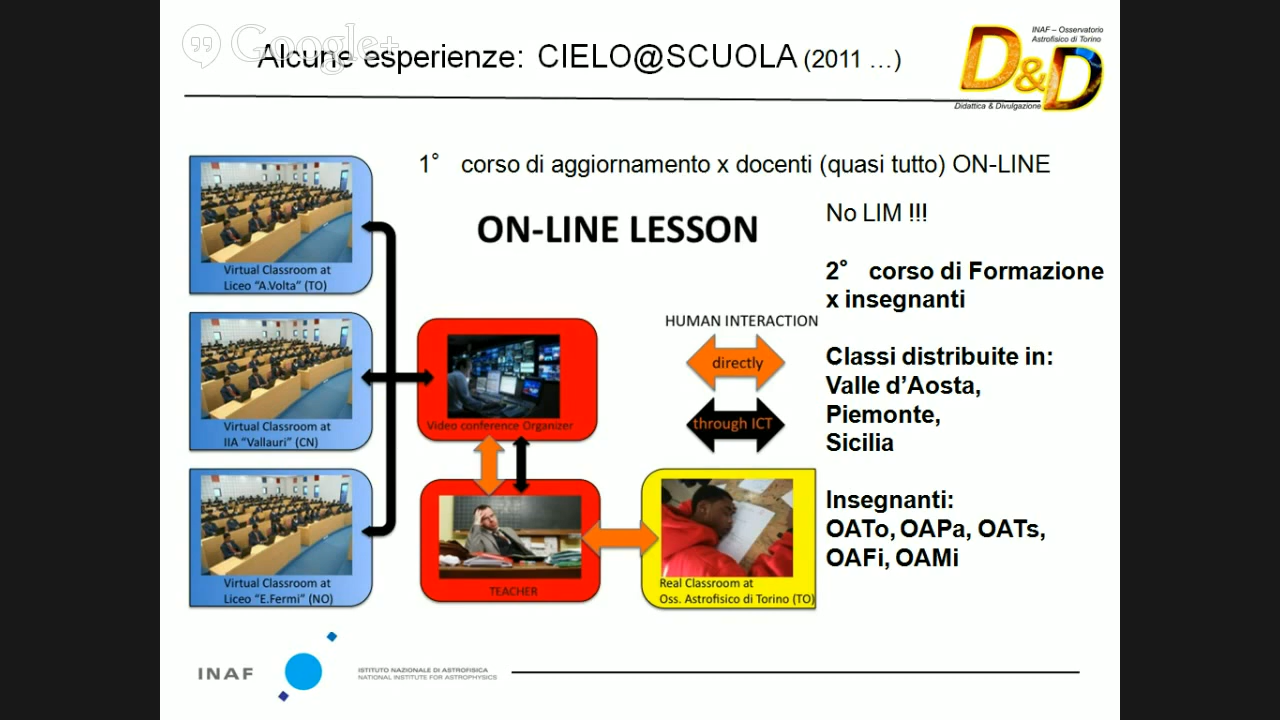 Google+
Alcune esperienze: CIELO@SCUOLA (2011 ...)
INAF – Osservatorio
Astrofisico di Torino
D&D
Didattica & Divulgazione
1° corso di aggiornamento x docenti (quasi tutto) ON-LINE
ON-LINE LESSON
No LIM !!!
2° corso di Formazione
x insegnanti
Classi distribuite in:
Valle d’Aosta,
Piemonte,
Sicilia
Insegnanti:
OATo, OAPa, OATs,
OAFi, OAMi
Virtual Classroom at
Liceo “A.Volta” (TO)
Virtual Classroom at
IIA “Vallauri” (CN)
Virtual Classroom at
Liceo “E.Fermi” (NO)
HUMAN INTERACTION
directly
through ICT
Video conference Organizer
TEACHER
Real Classroom at
Oss. Astrofisico di Torino (TO)
INAF
ISTITUTO NAZIONALE DI ASTROFISICA
NATIONAL INSTITUTE FOR ASTROPHYSICS